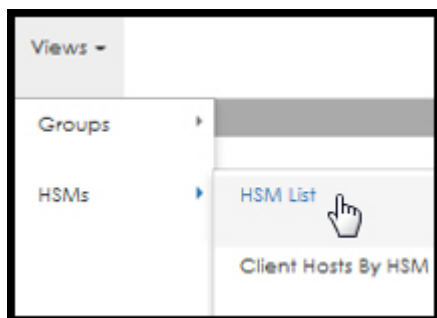 Views
Groups
HSMs
HSM List
Client Hosts By HSM